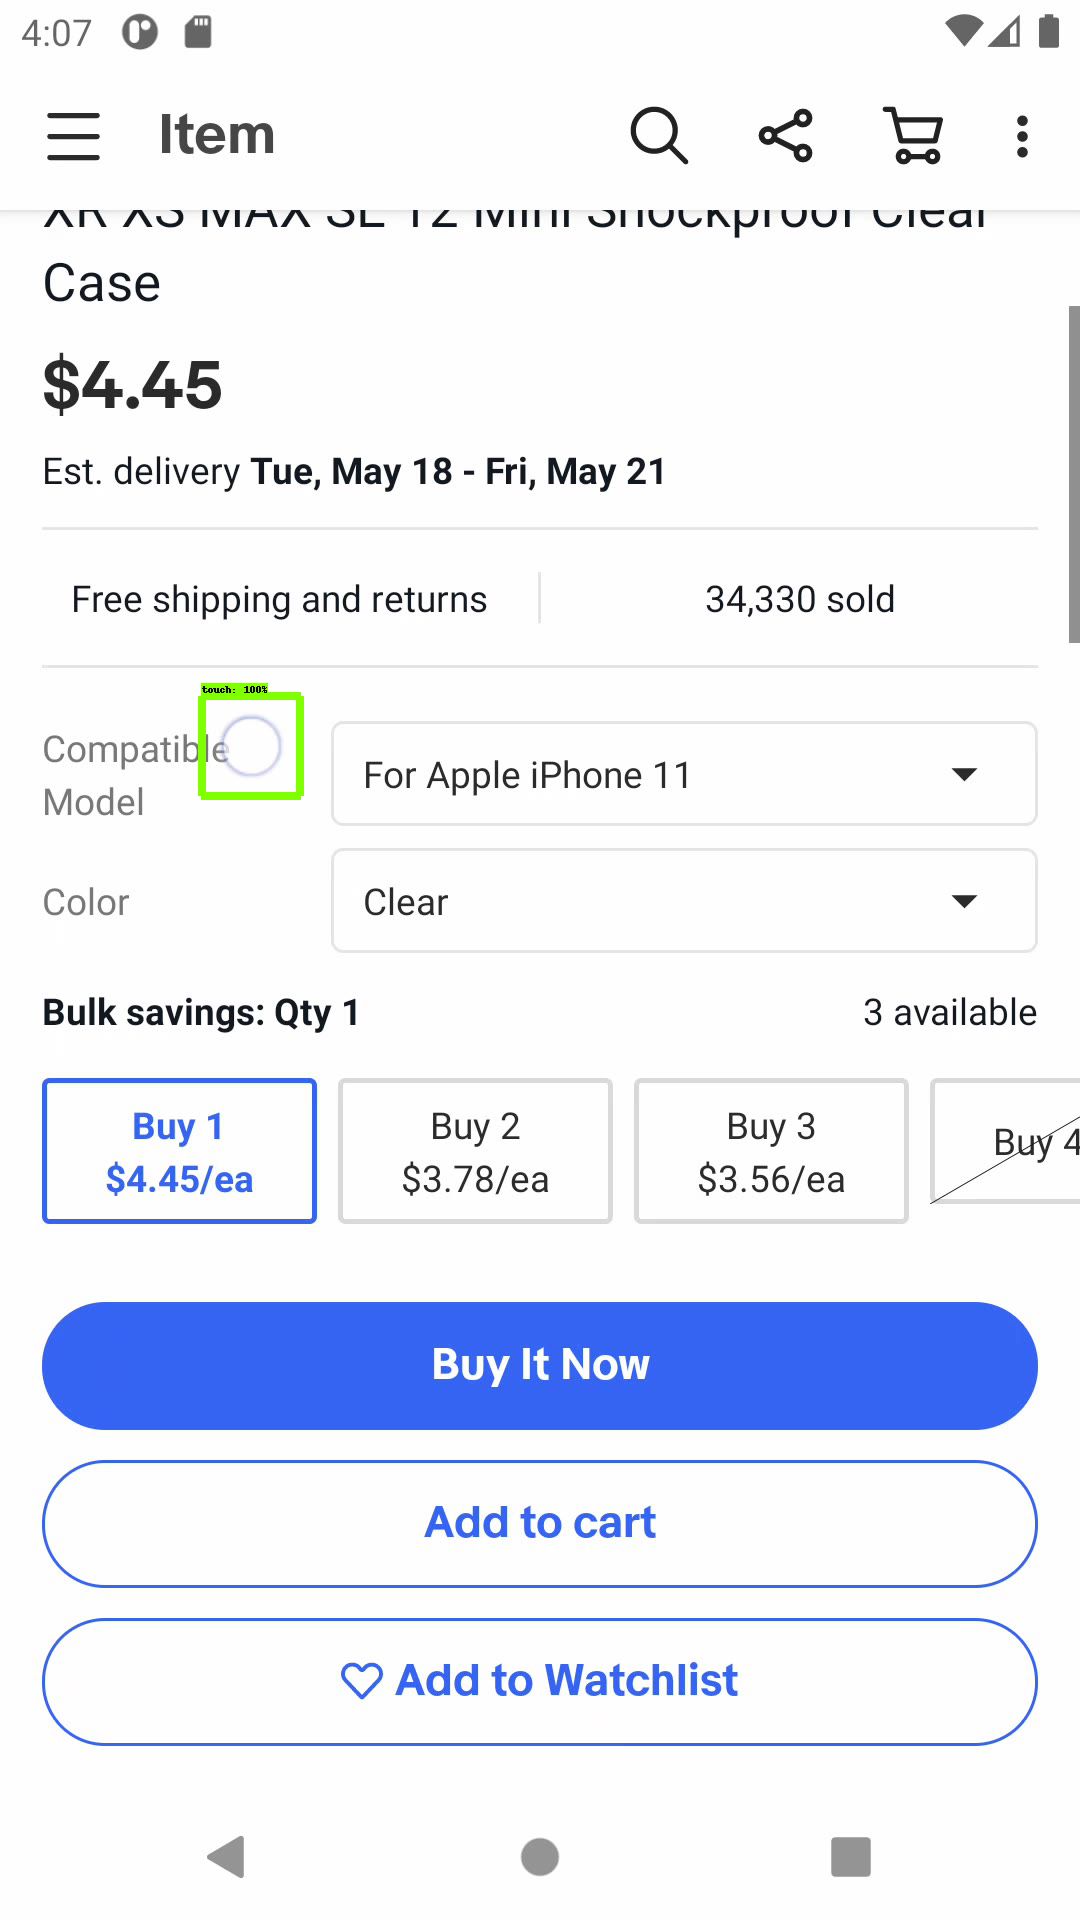 4:07
Item
XR XS MAX SE 12 Mini Shockproof Clear
Case
$4.45
Est. delivery Tue, May 18 - Fri, May 21
Free shipping and returns
34,330 sold
touch: 100%
Compatible
Model
For Apple iPhone 11
Color
Clear
Bulk savings: Qty 1
3 available
Buy 1
$4.45/ea
Buy 2
$3.78/ea
Buy 3
$3.56/ea
Buy 4
Buy It Now
Add to cart
Add to Watchlist